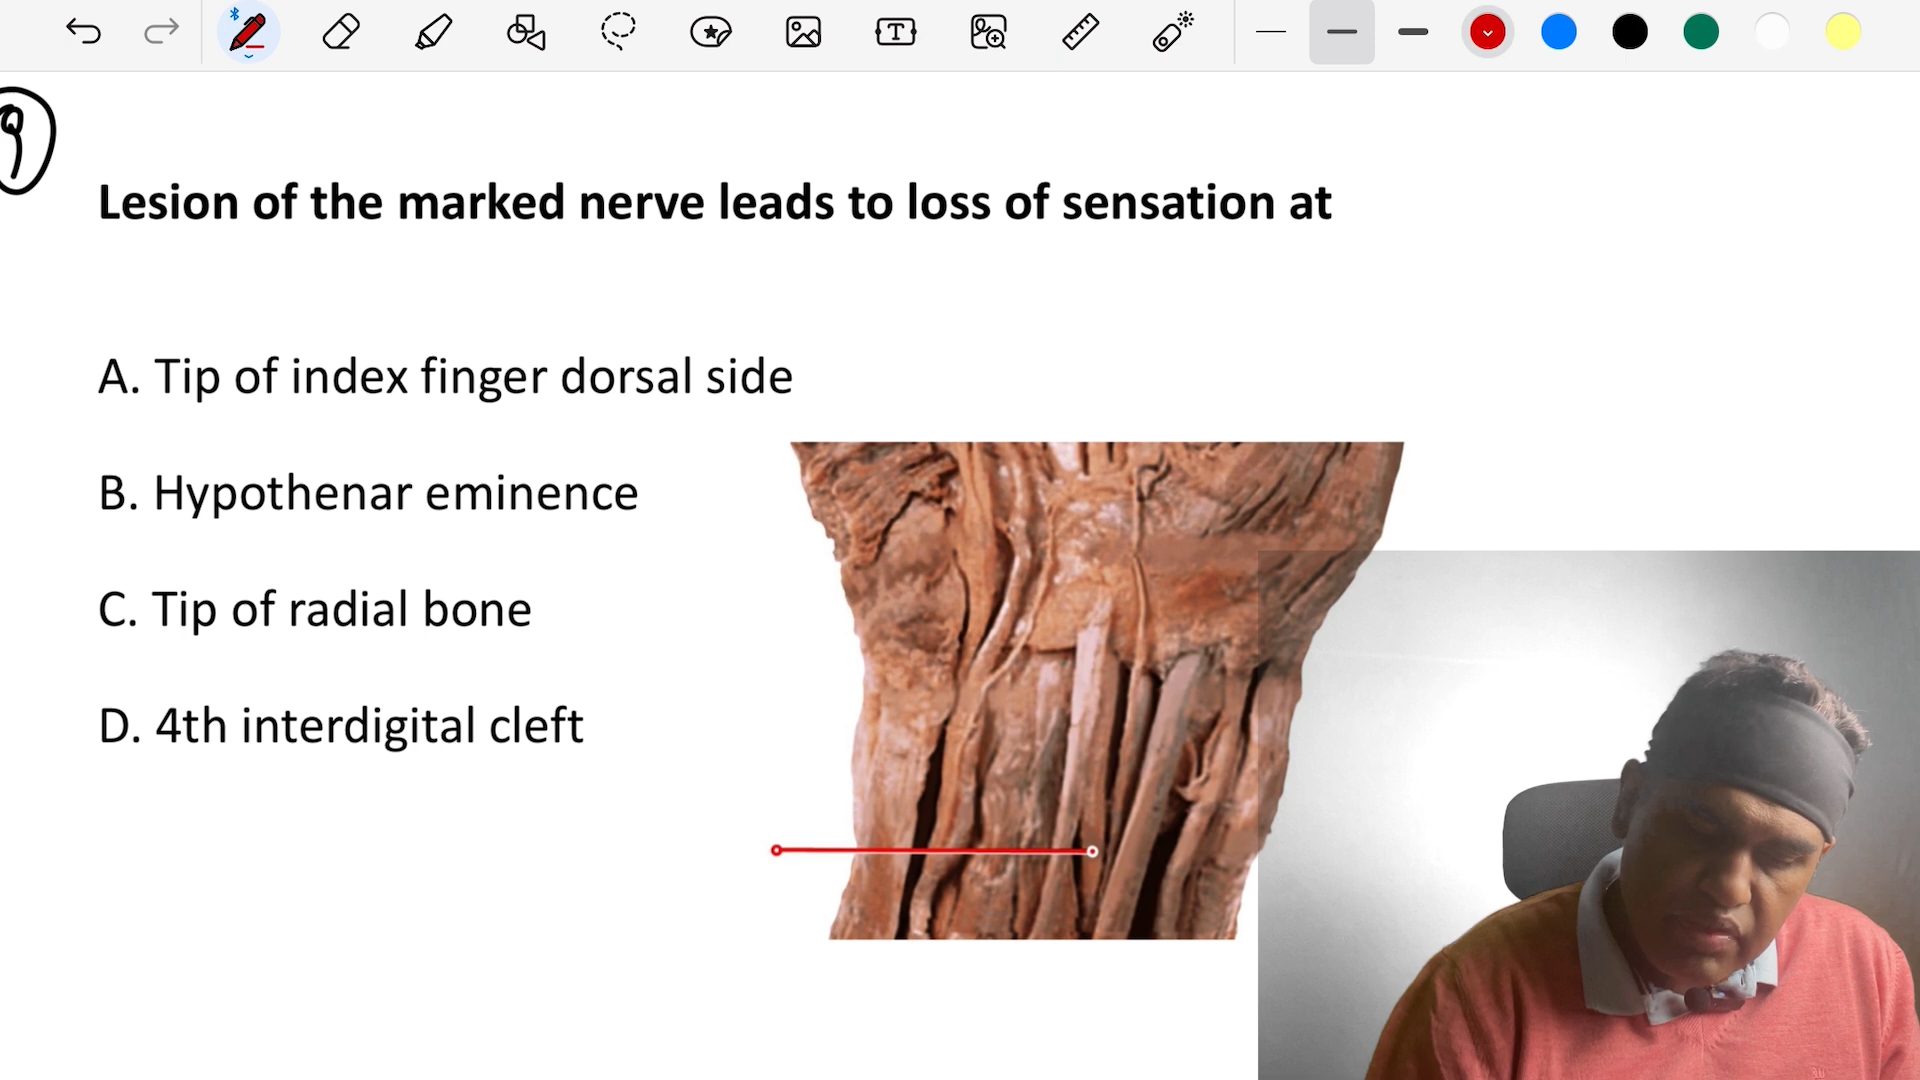 9
Lesion of the marked nerve leads to loss of sensation at
A. Tip of index finger dorsal side
B. Hypothenar eminence
C. Tip of radial bone
D. 4th interdigital cleft